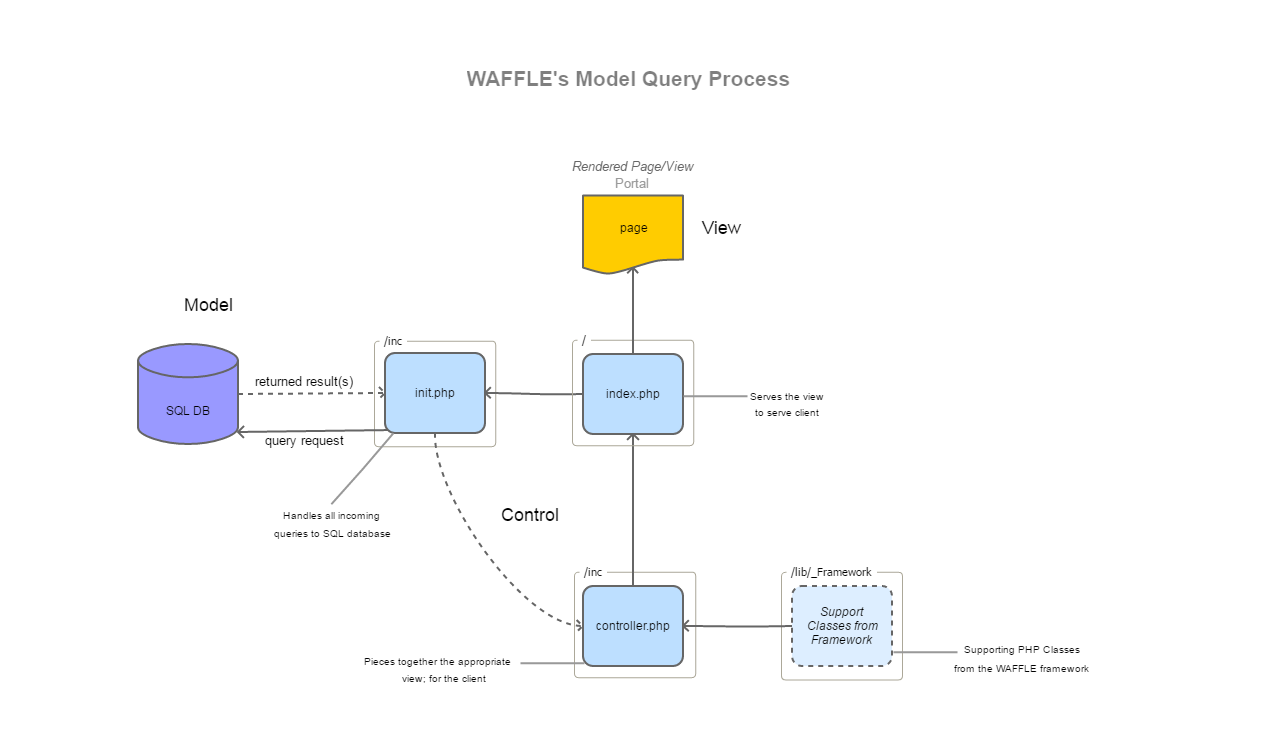 WAFFLE's Model Query Process
Rendered Page/View
Portal
page
View
Model
/inc
/
returned result(s)
init.php
index.php
SQL DB
query request
Serves the view
to serve client
Handles all incoming
queries to SQL database
Control
/inc
/lib/_Framework
controller.php
Support
Classes from
Framework
Pieces together the appropriate
view; for the client
Supporting PHP Classes
from the WAFFLE framework